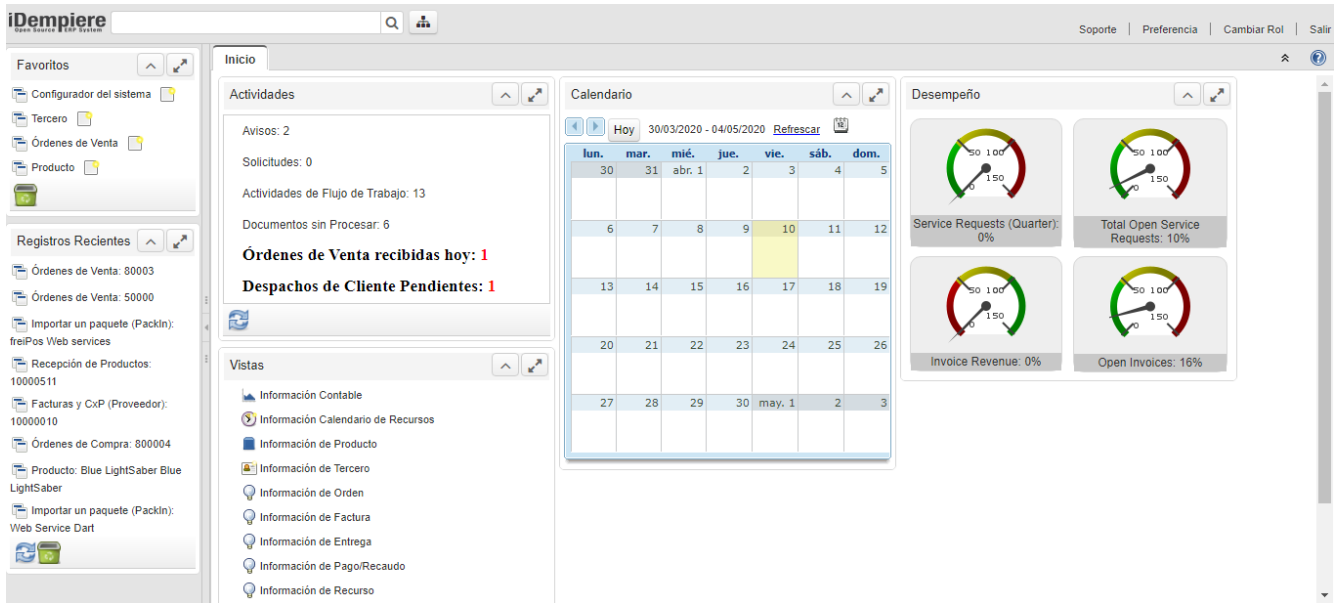 iDempiere
Open Source ERP System
Soporte | Preferencia | Cambiar Rol | Salir
Favoritos
Configurador del sistema
Tercero
Órdenes de Venta
Producto
Registros Recientes
Órdenes de Venta: 80003
Órdenes de Venta: 50000
Importar un paquete (PackIn):
freiPos Web services
Recepción de Productos:
10000511
Facturas y CxP (Proveedor):
10000010
Órdenes de Compra: 800004
Producto: Blue LightSaber Blue
LightSaber
Importar un paquete (PackIn):
Web Service Dart
Inicio
Actividades
Avisos: 2
Solicitudes: 0
Actividades de Flujo de Trabajo: 13
Documentos sin Procesar: 6
Órdenes de Venta recibidas hoy: 1
Despachos de Cliente Pendientes: 1
Vistas
Información Contable
Información Calendario de Recursos
Información de Producto
Información de Tercero
Información de Orden
Información de Factura
Información de Entrega
Información de Pago/Recaudo
Información de Recurso
Calendario
Hoy 30/03/2020 - 04/05/2020 Refrescar 12
lun. mar. mié. jue. vie. sáb. dom.
30 31 abr. 1 2 3 4 5
6 7 8 9 10 11 12
13 14 15 16 17 18 19
20 21 22 23 24 25 26
27 28 29 30 may. 1 2 3
Desempeño
0 50 100 150
Service Requests (Quarter):
0%
0 50 100 150
Total Open Service
Requests: 10%
0 50 100 150
Invoice Revenue: 0%
0 50 100 150
Open Invoices: 16%